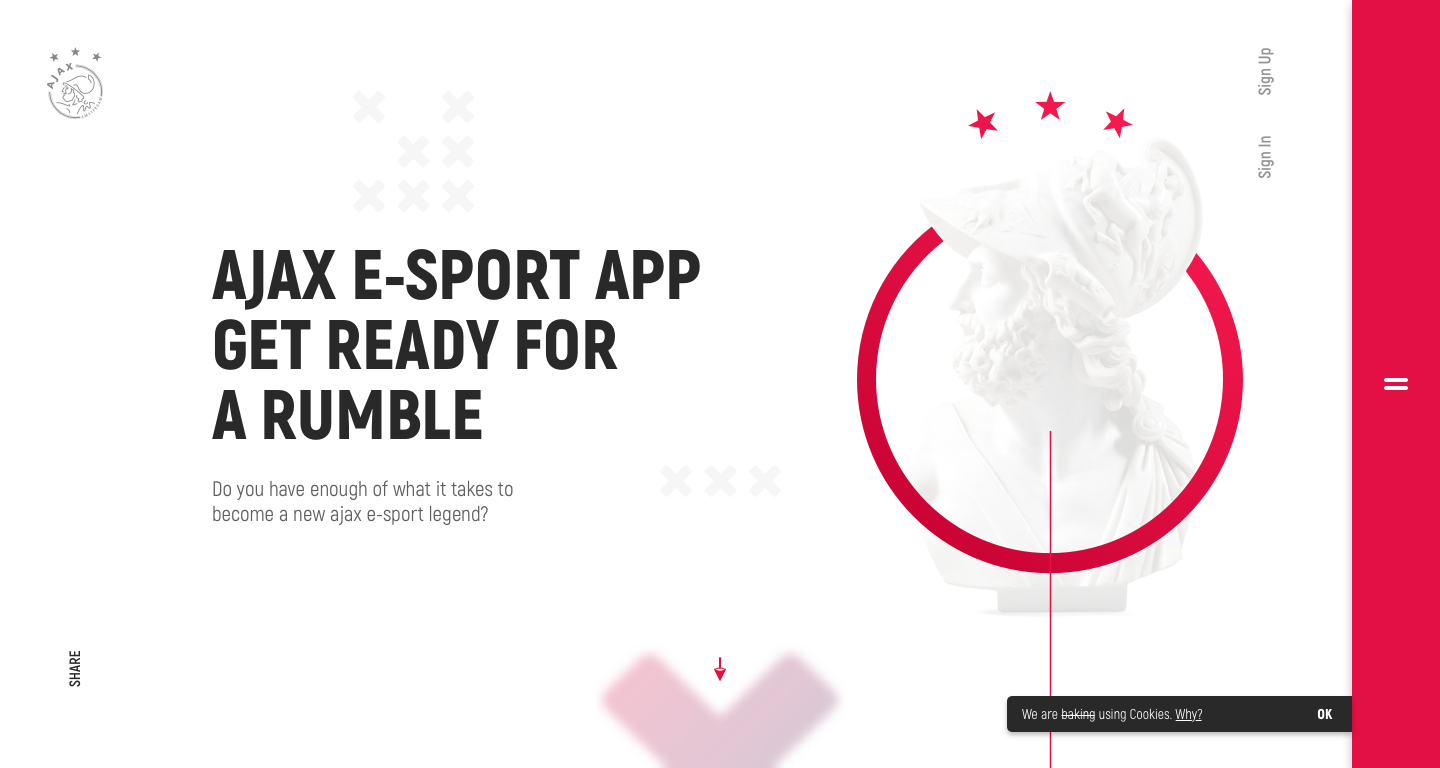 AJAX
Sign Up
Sign In
AJAX E-SPORT APP
GET READY FOR
A RUMBLE
Do you have enough of what it takes to
become a new ajax e-sport legend?
SHARE
We are baking using Cookies. Why?
OK